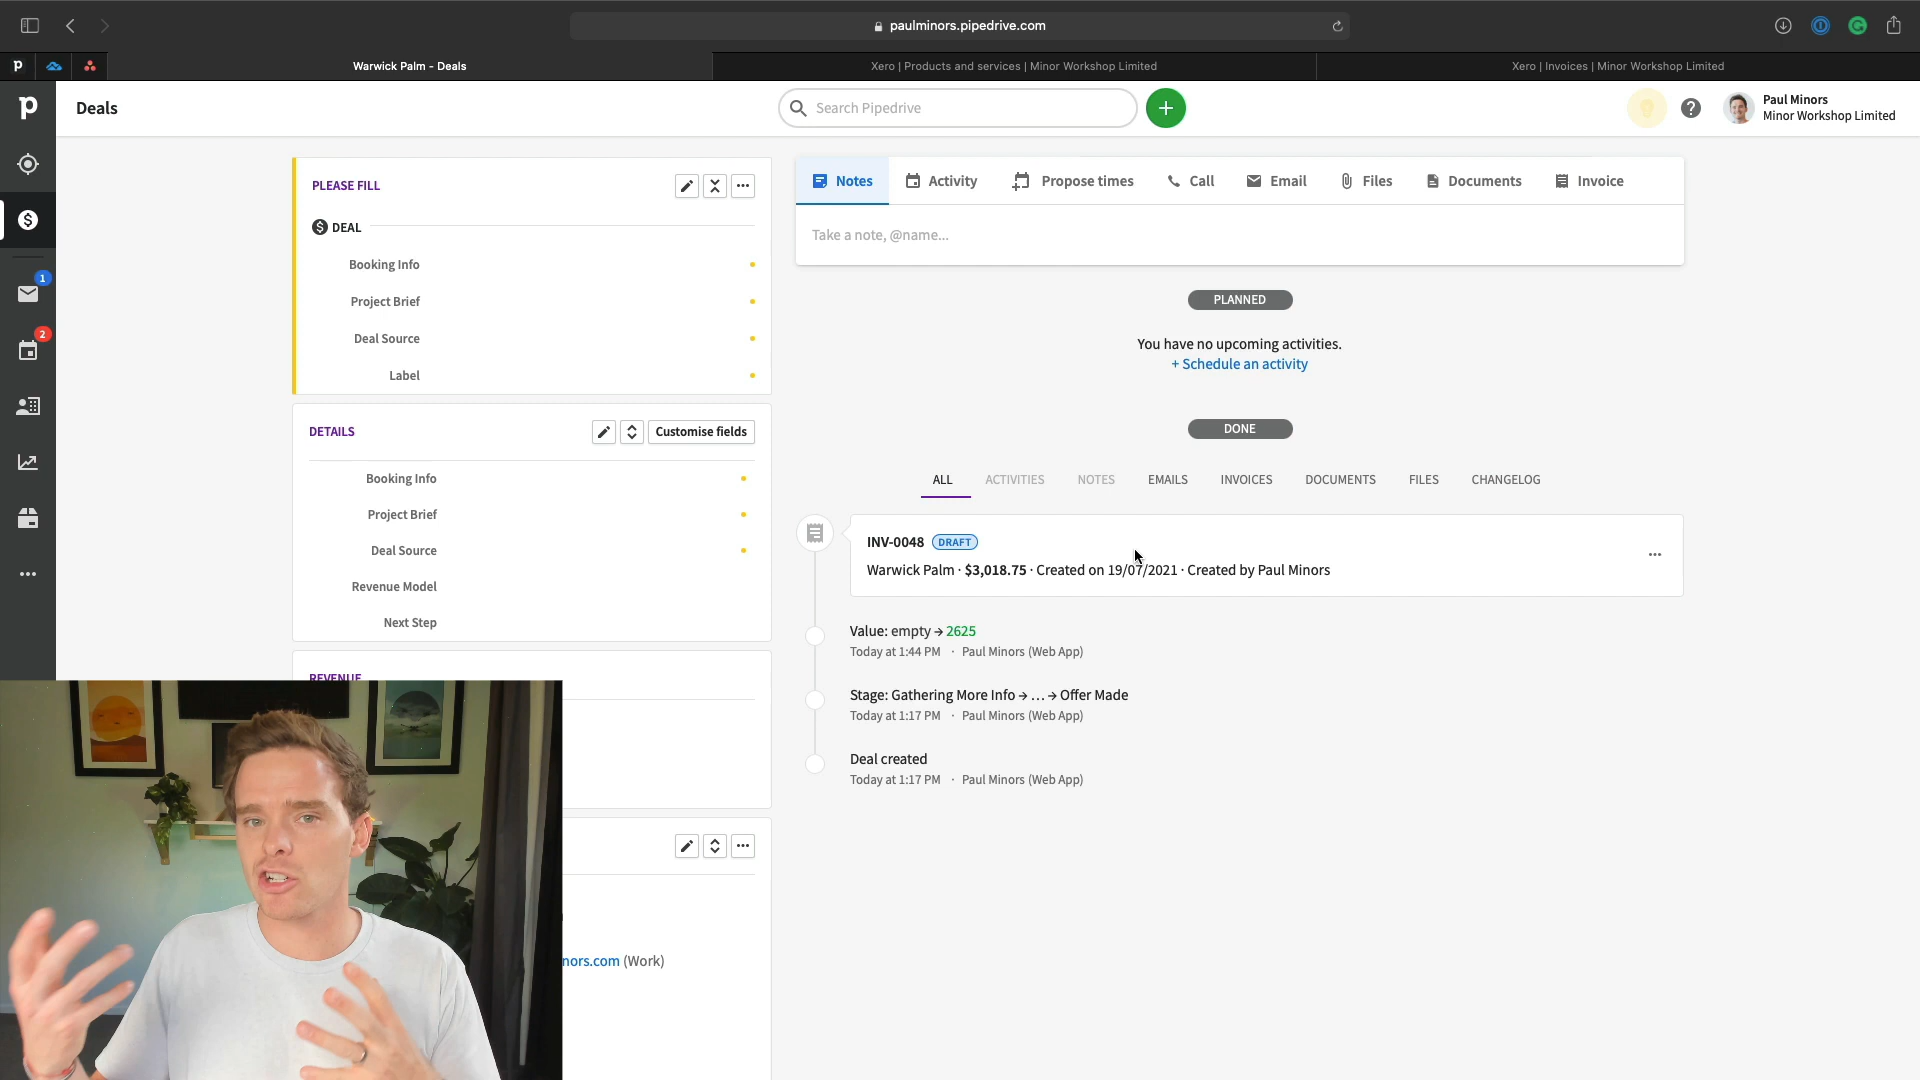 paulminors.pipedrive.com
Warwick Palm - Deals
Xero | Products and services | Minor Workshop Limited
Xero | Invoices | Minor Workshop Limited
Deals
Search Pipedrive
Paul Minors
Minor Workshop Limited
1
2
PLEASE FILL
DEAL
Booking Info
Project Brief
Deal Source
Label
DETAILS
Customise fields
Booking Info
Project Brief
Deal Source
Revenue Model
Next Step
REVENUE
nors.com (Work)
Notes
Activity
Propose times
Call
Email
Files
Documents
Invoice
Take a note, @name...
PLANNED
You have no upcoming activities.
+ Schedule an activity
DONE
ALL
ACTIVITIES
NOTES
EMAILS
INVOICES
DOCUMENTS
FILES
CHANGELOG
INV-0048 DRAFT
Warwick Palm · $3,018.75 · Created on 19/07/2021 · Created by Paul Minors
Value: empty → 2625
Today at 1:44 PM · Paul Minors (Web App)
Stage: Gathering More Info → … → Offer Made
Today at 1:17 PM · Paul Minors (Web App)
Deal created
Today at 1:17 PM · Paul Minors (Web App)